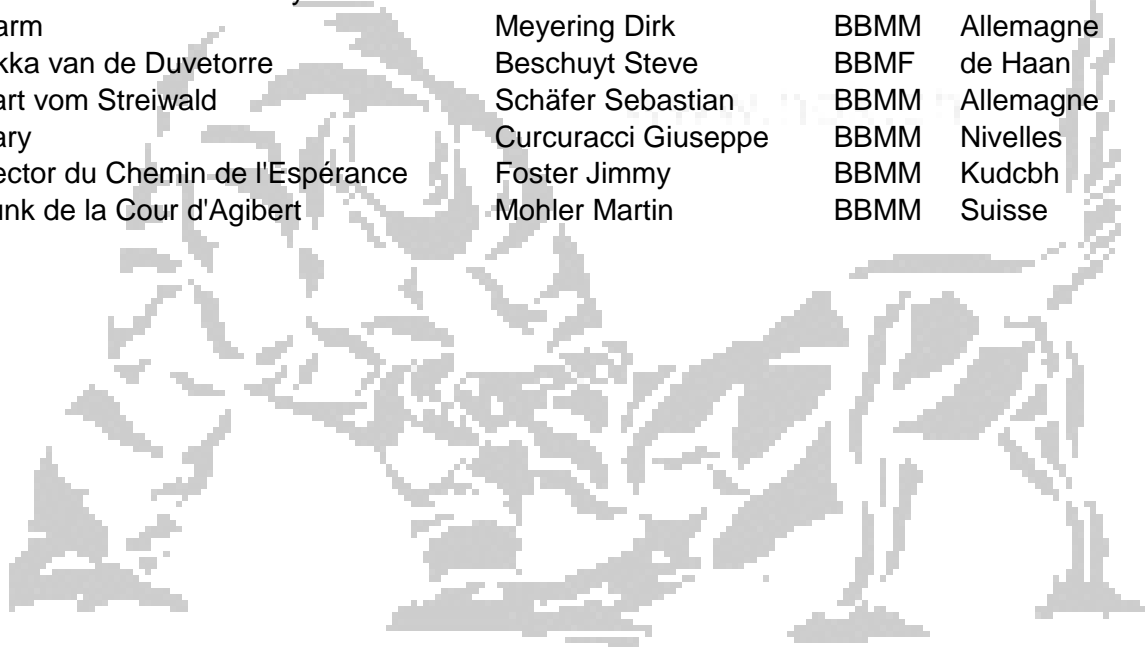 arm Meyering Dirk BBMM Allemagne
kka van de Duvetorre Beschuyt Steve BBMF de Haan
art vom Streiwald Schäfer Sebastian BBMM Allemagne
ary Curcuracci Giuseppe BBMM Nivelles
ector du Chemin de l'Espérance Foster Jimmy BBMM Kudcbh
unk de la Cour d'Agibert Mohler Martin BBMM Suisse